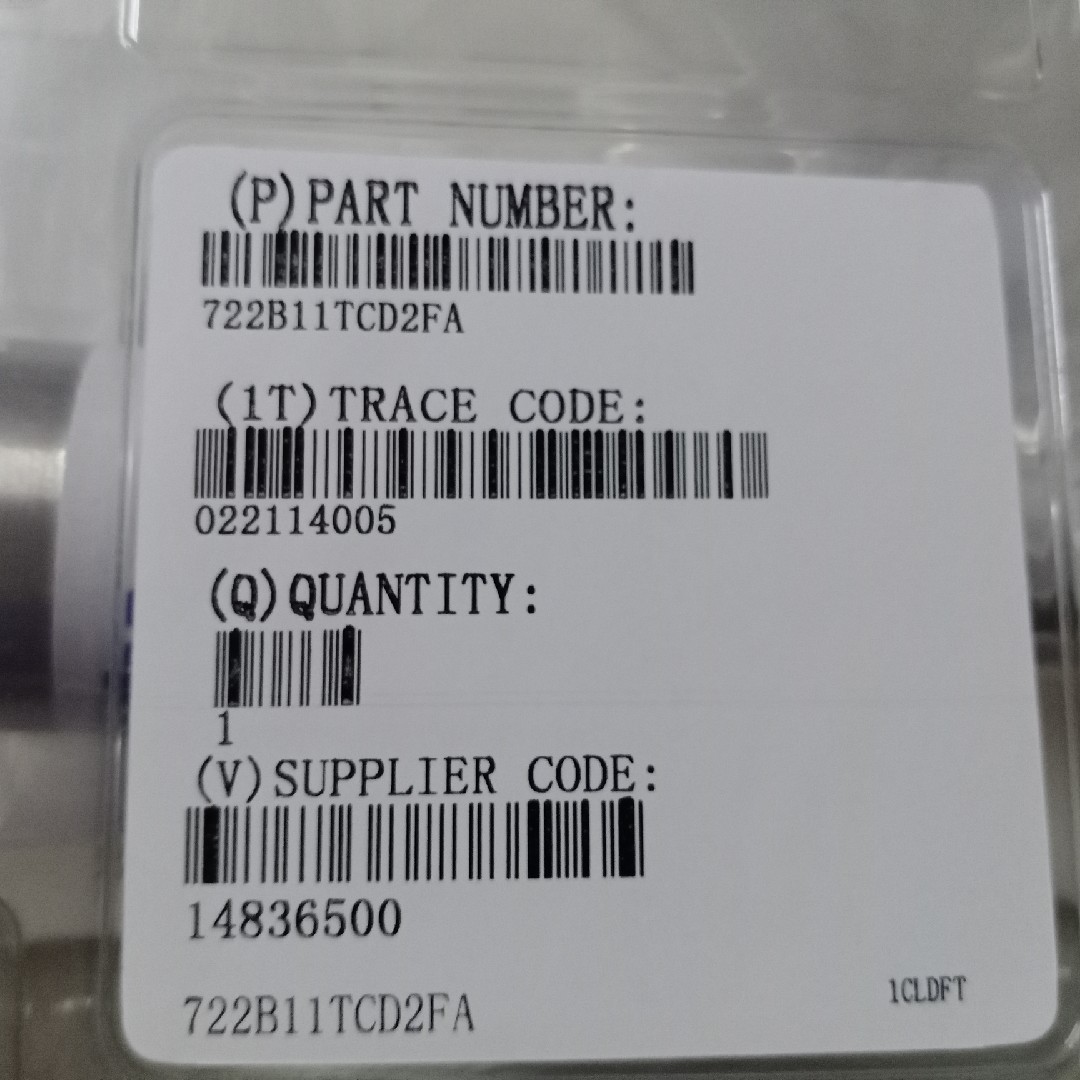 (P)PART NUMBER:
722B11TCD2FA
(1T)TRACE CODE:
022114005
(Q)QUANTITY:
1
(V)SUPPLIER CODE:
14836500
722B11TCD2FA
1CLDFT